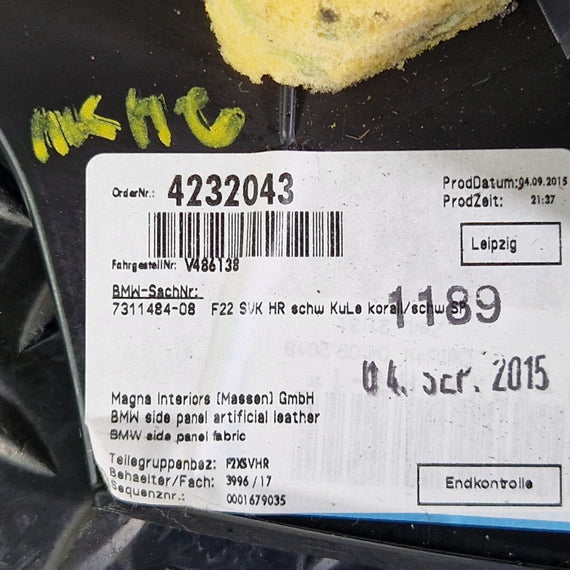 OrderNr.: 4232043
ProdDatum: 04.09.2015
ProdZeit: 21:37
Leipzig
FahrgestellNr: V486138
BMW-SachNr:
7311484-08 F22 SVK HR schw KuLe korall/schw SP
1189
04. SEP. 2015
Magna Interiors (Massen) GmbH
BMW side panel artificial leather
BMW side panel fabric
Teilegruppenbez: F2XSVHR
Behaelter/Fach: 3996 / 17
Sequenznr.: 0001679035
Endkontrolle